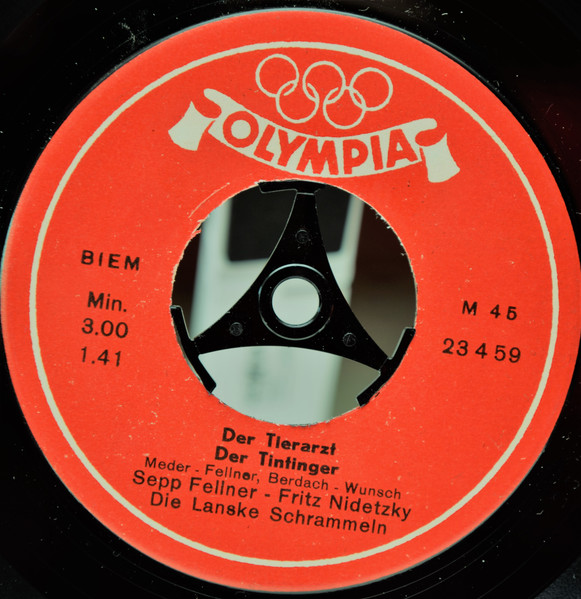 OLYMPIA
BIEM
Min.
3.00
1.41
M 45
23459
Der Tierarzt
Der Tintinger
Meder - Fellner, Berdach - Wunsch
Sepp Fellner - Fritz Nidetzky
Die Lanske Schrammeln